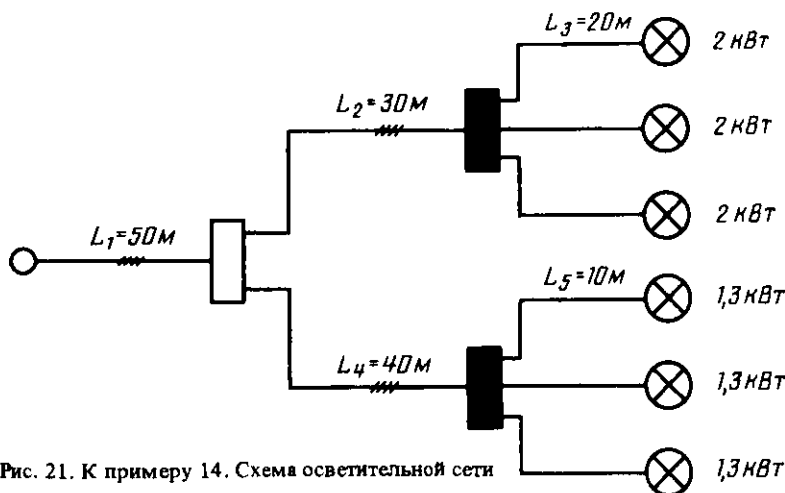 L₃=20м
2 кВт
L₂=30м
2 кВт
2 кВт
L₁=50м
L₅=10м
1,3 кВт
L₄=40м
1,3 кВт
1,3 кВт
Рис. 21. К примеру 14. Схема осветительной сети